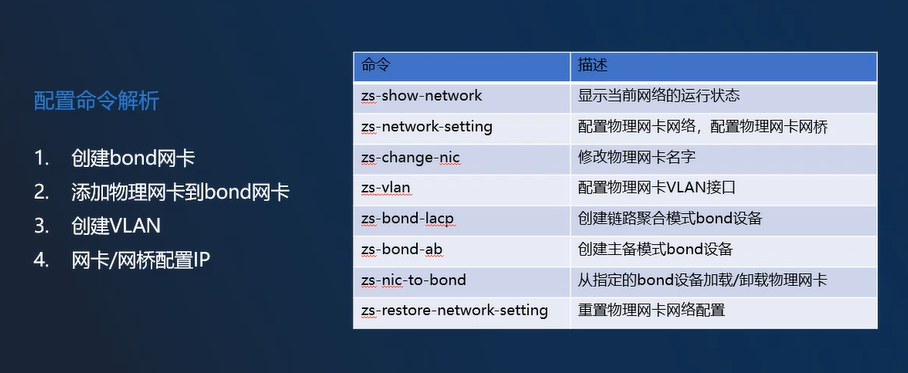 配置命令解析
1. 创建bond网卡
2. 添加物理网卡到bond网卡
3. 创建VLAN
4. 网卡/网桥配置IP
命令 描述
zs-show-network 显示当前网络的运行状态
zs-network-setting 配置物理网卡网络，配置物理网卡网桥
zs-change-nic 修改物理网卡名字
zs-vlan 配置物理网卡VLAN接口
zs-bond-lacp 创建链路聚合模式bond设备
zs-bond-ab 创建主备模式bond设备
zs-nic-to-bond 从指定的bond设备加载/卸载物理网卡
zs-restore-network-setting 重置物理网卡网络配置